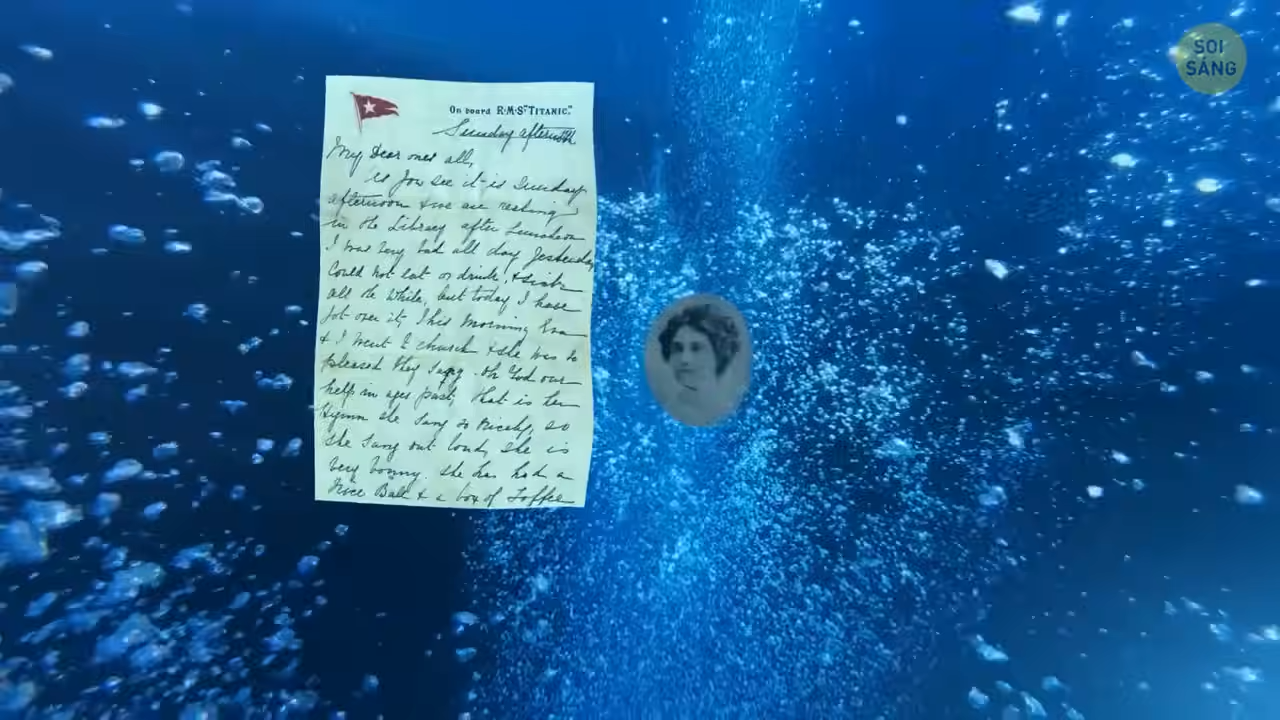 SOI
SÁNG
On board R·M·S "TITANIC."
Sunday afternoon
My Dear ones all,
As you see it is Sunday
afternoon & we are resting
in the Library after Luncheon
I was very bad all day Yesterday
Could not eat or drink, & sick
all the while, but today I have
got over it, This morning Eva
& I went to church & she was so
pleased they sang Oh God our
help in ages past, that is her
Hymn she sang so nicely, so
she sang out loud, she is
very bonny. she has had a
nice Ball & a box of Toffee